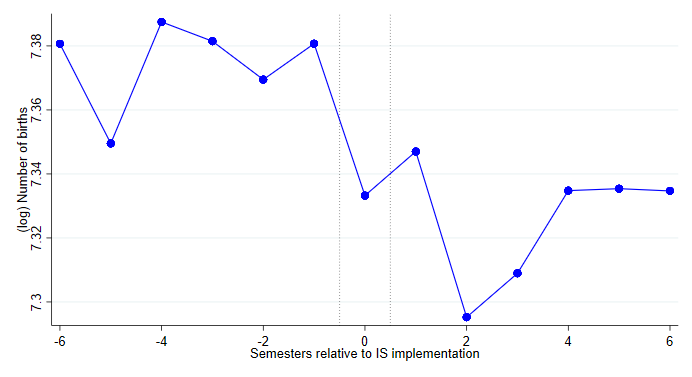 (log) Number of births
7.38
7.36
7.34
7.32
7.3
-6 -4 -2 0 2 4 6
Semesters relative to IS implementation